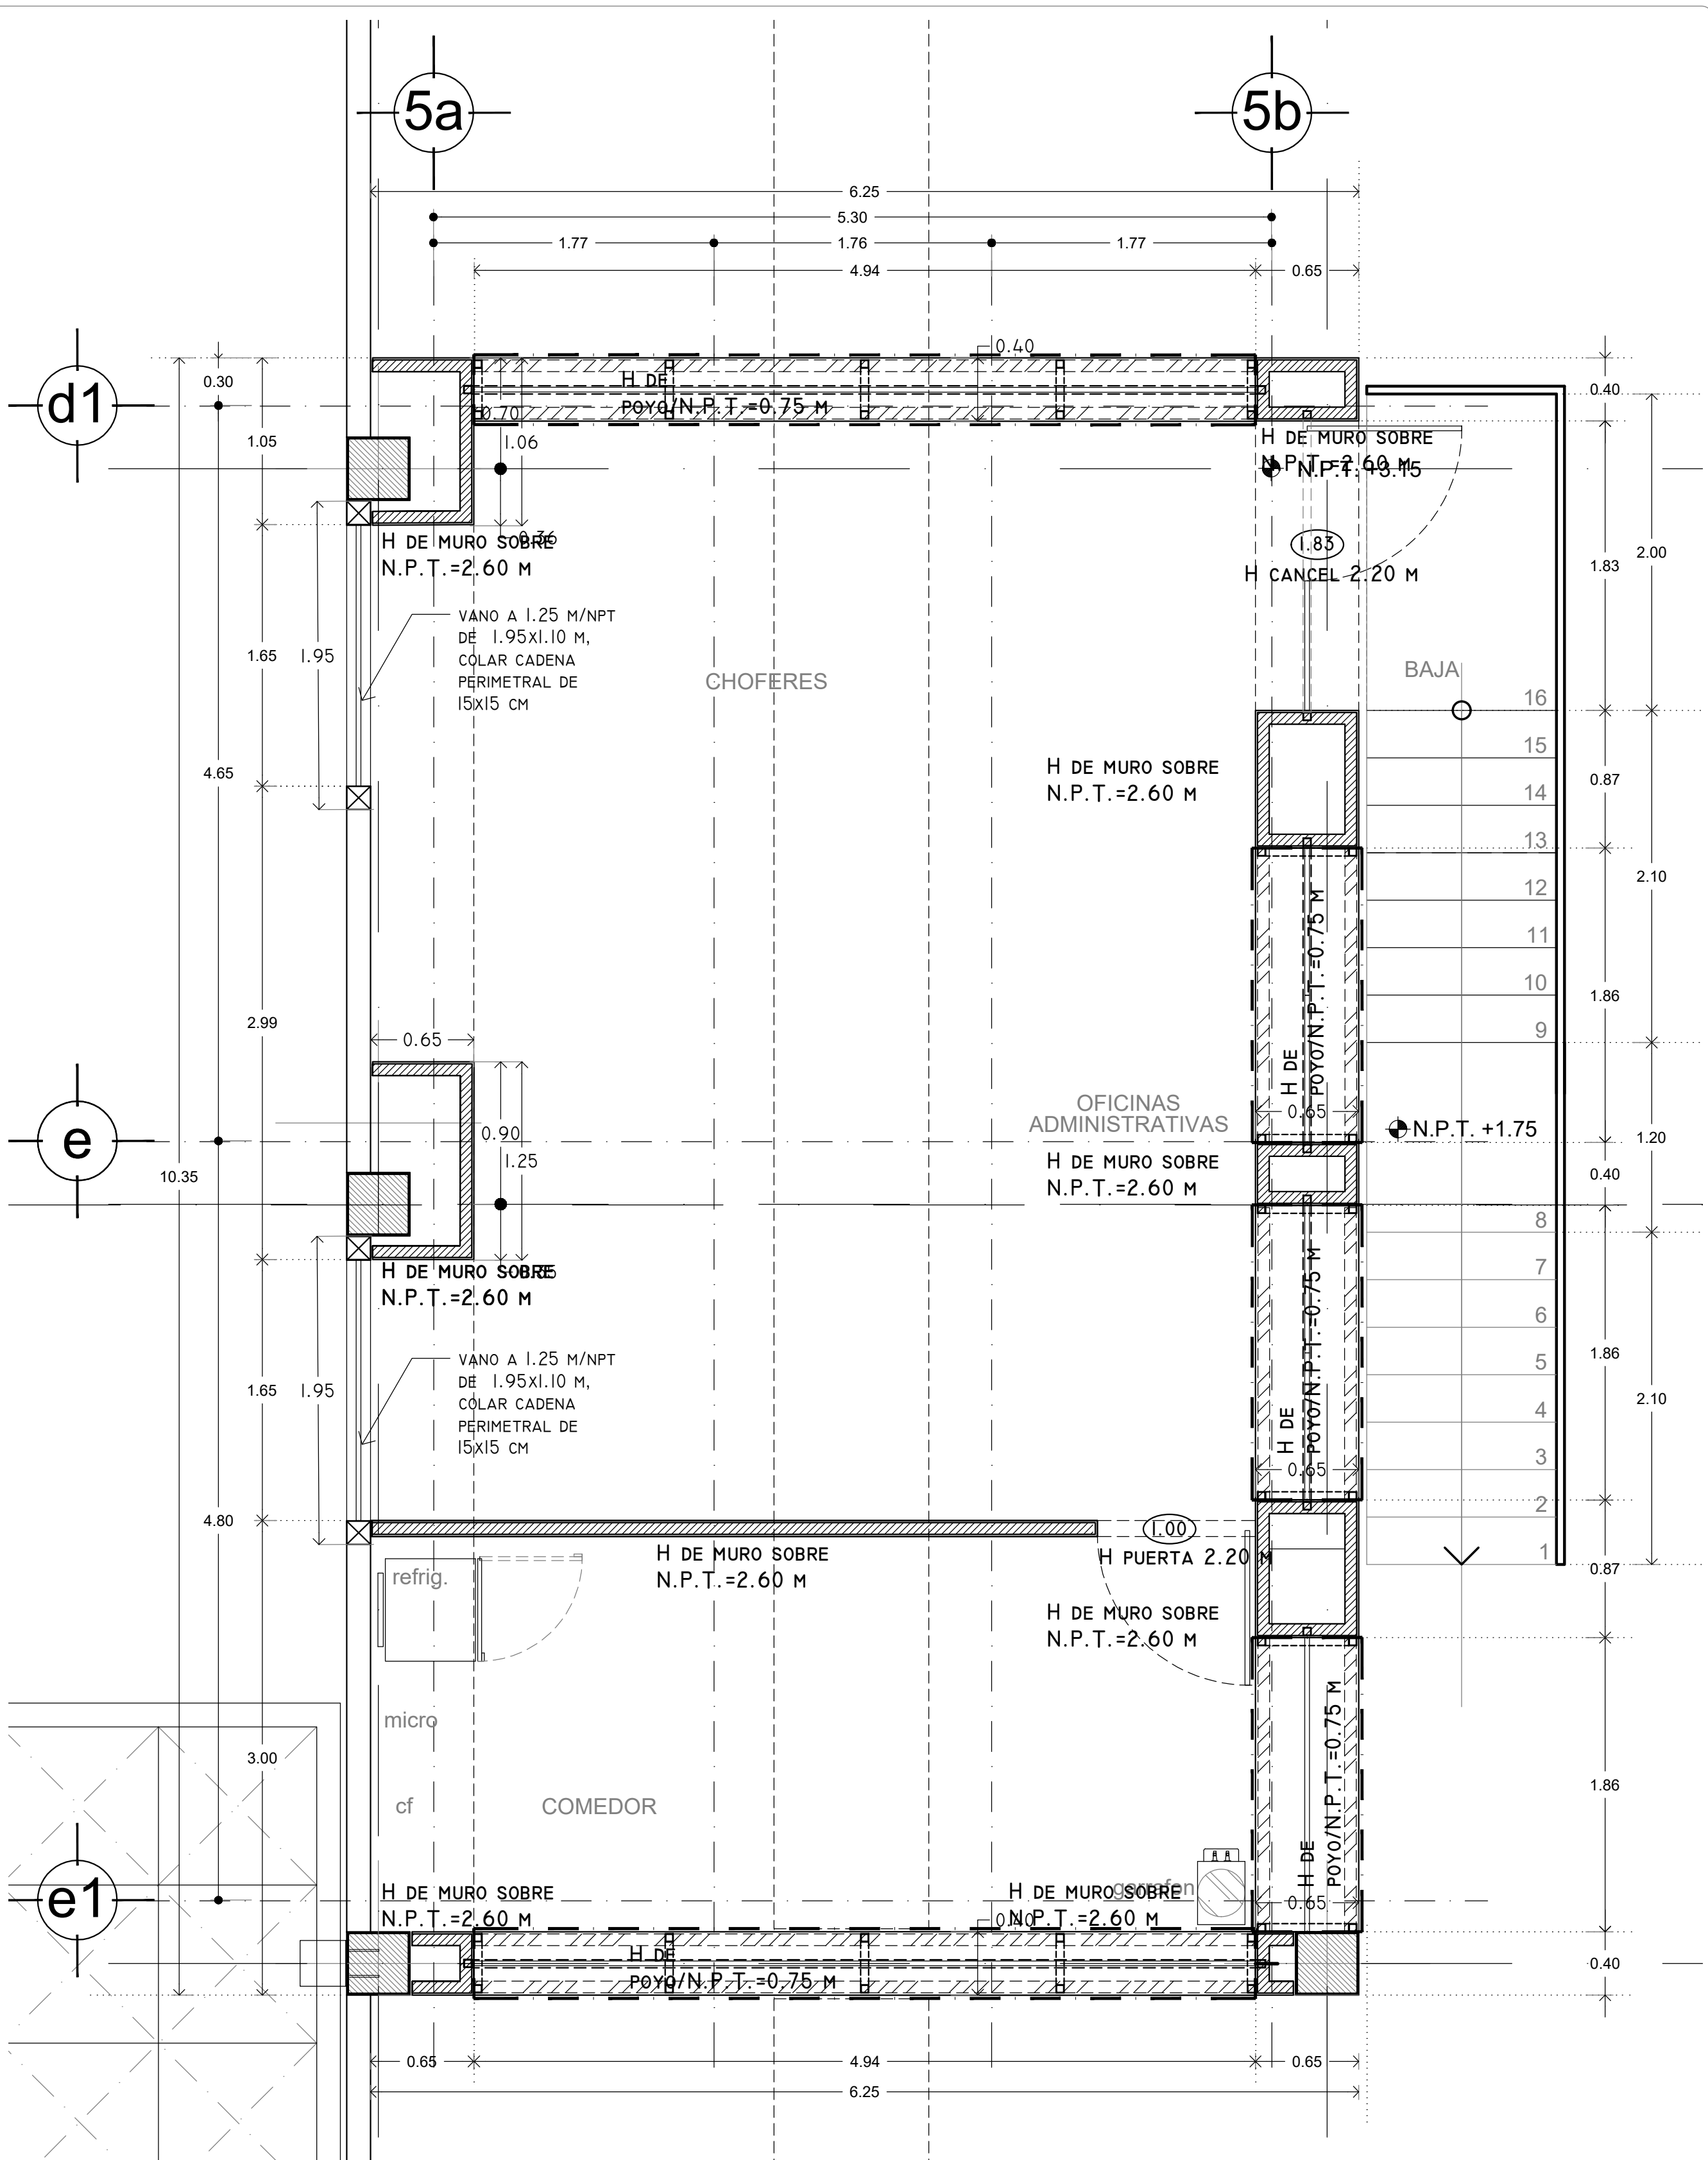 5a
5b
6.25
5.30
1.77
1.76
1.77
4.94
0.65
d1
0.30
1.05
0.40
H DE
POYO/N.P.T.=0.75 M
0.70
1.06
0.40
H DE MURO SOBRE
N.P.T.=2.60 M
N.P.T. +3.15
0.36
H DE MURO SOBRE
N.P.T.=2.60 M
1.83
H CANCEL 2.20 M
1.83
2.00
VANO A 1.25 M/NPT
DE 1.95X1.10 M,
COLAR CADENA
PERIMETRAL DE
15X15 CM
1.65
1.95
CHOFERES
BAJA
16
15
14
13
12
11
10
9
4.65
H DE MURO SOBRE
N.P.T.=2.60 M
0.87
2.10
H DE
POYO/N.P.T.=0.75 M
0.65
1.86
2.99
0.65
OFICINAS
ADMINISTRATIVAS
e
0.90
1.25
N.P.T. +1.75
1.20
H DE MURO SOBRE
N.P.T.=2.60 M
0.40
10.35
8
7
6
5
4
3
2
1
H DE MURO SOBRE
N.P.T.=2.60 M
H DE
POYO/N.P.T.=0.75 M
0.65
1.86
2.10
VANO A 1.25 M/NPT
DE 1.95X1.10 M,
COLAR CADENA
PERIMETRAL DE
15X15 CM
1.65
1.95
4.80
1.00
H PUERTA 2.20 M
H DE MURO SOBRE
N.P.T.=2.60 M
refrig.
0.87
H DE MURO SOBRE
N.P.T.=2.60 M
micro
3.00
cf
COMEDOR
H DE
POYO/N.P.T.=0.75 M
0.65
1.86
e1
H DE MURO SOBRE
N.P.T.=2.60 M
garrafon
H DE MURO SOBRE
N.P.T.=2.60 M
0.40
H DE
POYO/N.P.T.=0.75 M
0.40
0.65
4.94
0.65
6.25